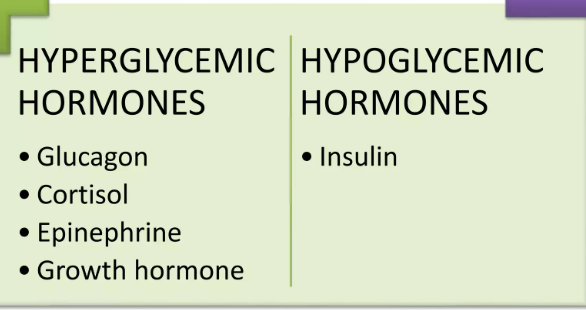 HYPERGLYCEMIC
HORMONES
• Glucagon
• Cortisol
• Epinephrine
• Growth hormone
HYPOGLYCEMIC
HORMONES
• Insulin